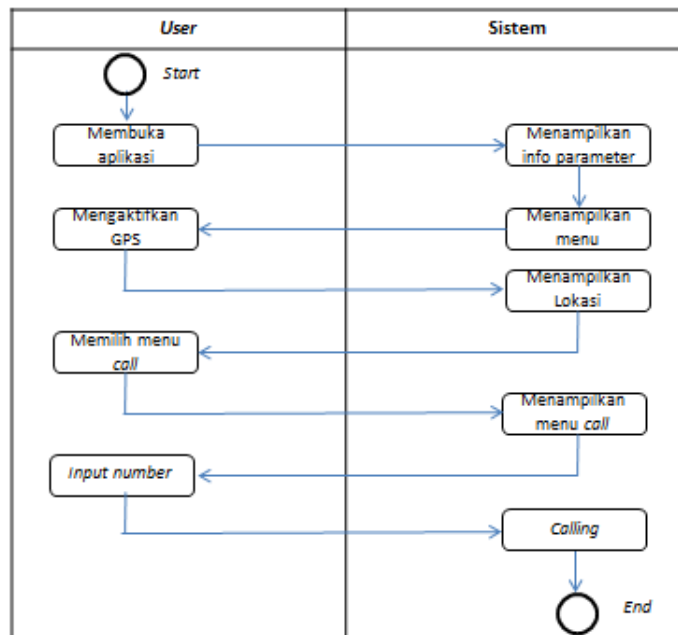 User
Sistem
Start
Membuka
aplikasi
Menampilkan
info parameter
Mengaktifkan
GPS
Menampilkan
menu
Menampilkan
Lokasi
Memilih menu
call
Menampilkan
menu call
Input number
Calling
End